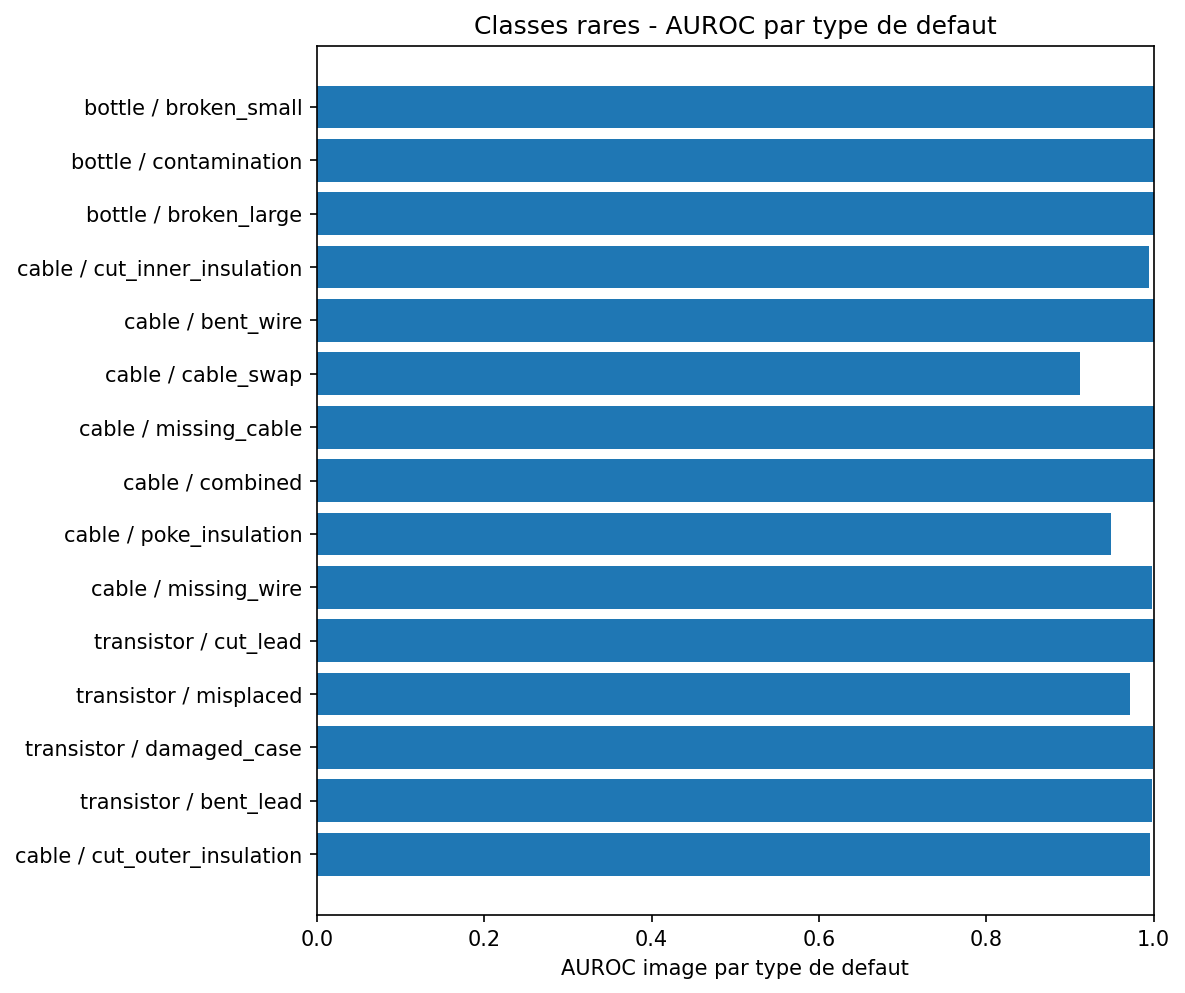 Classes rares - AUROC par type de defaut
bottle / broken_small
bottle / contamination
bottle / broken_large
cable / cut_inner_insulation
cable / bent_wire
cable / cable_swap
cable / missing_cable
cable / combined
cable / poke_insulation
cable / missing_wire
transistor / cut_lead
transistor / misplaced
transistor / damaged_case
transistor / bent_lead
cable / cut_outer_insulation
0.0 0.2 0.4 0.6 0.8 1.0
AUROC image par type de defaut